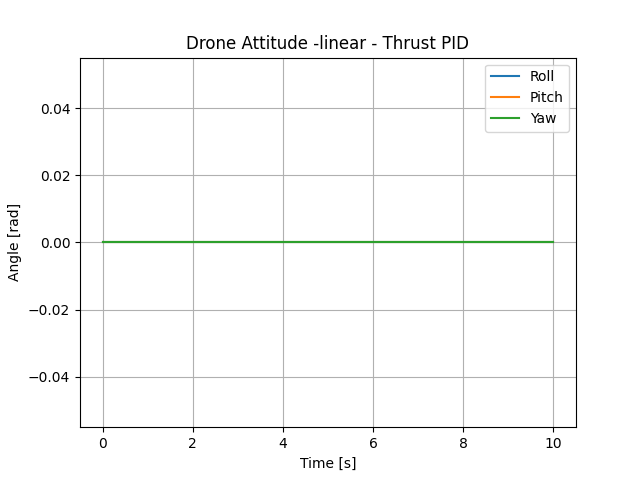 Drone Attitude -linear - Thrust PID
Roll
Pitch
Yaw
0.04
0.02
0.00
−0.02
−0.04
Angle [rad]
0 2 4 6 8 10
Time [s]